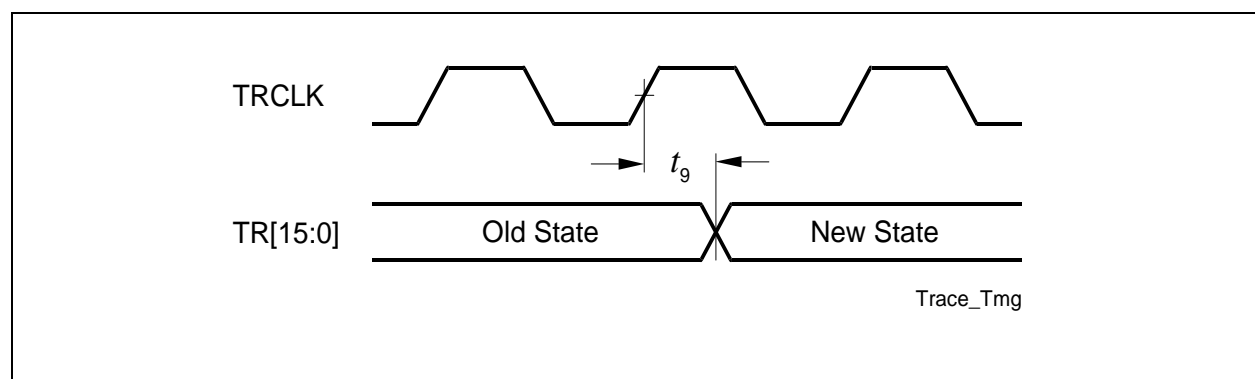 TRCLK
t9
TR[15:0]
Old State
New State
Trace_Tmg